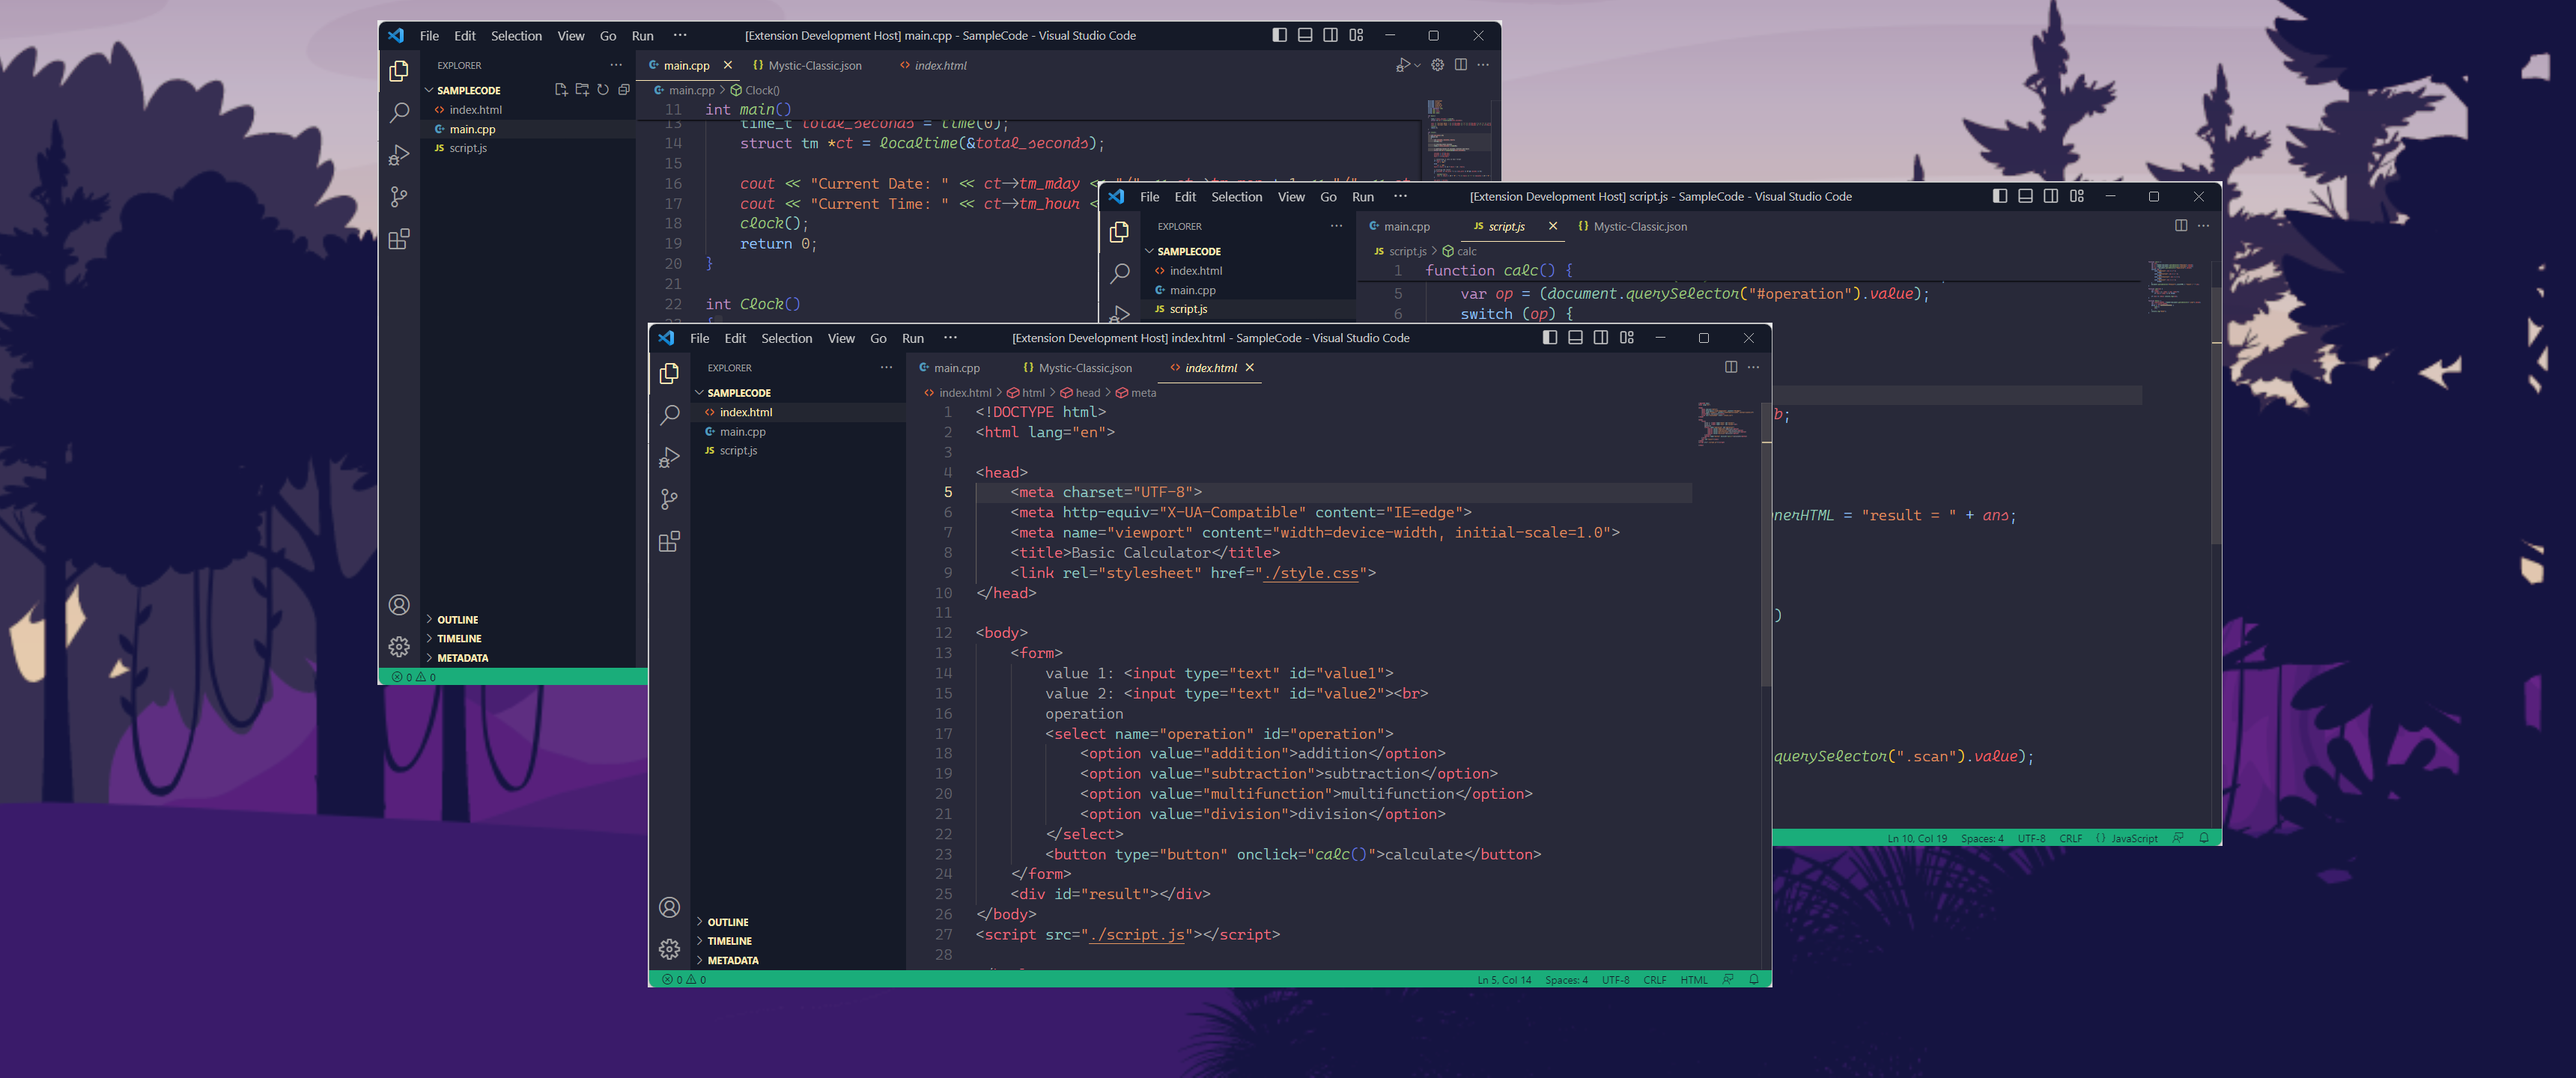 File Edit Selection View Go Run ··· [Extension Development Host] main.cpp - SampleCode - Visual Studio Code
EXPLORER ···
SAMPLECODE
index.html
main.cpp
JS script.js
OUTLINE
TIMELINE
METADATA
0 0
main.cpp {} Mystic-Classic.json <> index.html
main.cpp > Clock()
11 int main()
13 time_t total_seconds = time(0);
14 struct tm *ct = localtime(&total_seconds);
15
16 cout << "Current Date: " << ct->tm_mday <<
17 cout << "Current Time: " << ct->tm_hour <
18 clock();
19 return 0;
20 }
21
22 int Clock()
File Edit Selection View Go Run ··· [Extension Development Host] script.js - SampleCode - Visual Studio Code
EXPLORER ···
SAMPLECODE
index.html
main.cpp
JS script.js
main.cpp JS script.js {} Mystic-Classic.json
JS script.js > calc
1 function calc() {
5 var op = (document.querySelector("#operation").value);
6 switch (op) {
b;
nerHTML = "result = " + ans;
)
querySelector(".scan").value);
Ln 10, Col 19 Spaces: 4 UTF-8 CRLF {} JavaScript
File Edit Selection View Go Run ··· [Extension Development Host] index.html - SampleCode - Visual Studio Code
EXPLORER ···
SAMPLECODE
<> index.html
main.cpp
JS script.js
OUTLINE
TIMELINE
METADATA
main.cpp {} Mystic-Classic.json <> index.html
<> index.html > html > head > meta
1 <!DOCTYPE html>
2 <html lang="en">
3
4 <head>
5 <meta charset="UTF-8">
6 <meta http-equiv="X-UA-Compatible" content="IE=edge">
7 <meta name="viewport" content="width=device-width, initial-scale=1.0">
8 <title>Basic Calculator</title>
9 <link rel="stylesheet" href="./style.css">
10 </head>
11
12 <body>
13 <form>
14 value 1: <input type="text" id="value1">
15 value 2: <input type="text" id="value2"><br>
16 operation
17 <select name="operation" id="operation">
18 <option value="addition">addition</option>
19 <option value="subtraction">subtraction</option>
20 <option value="multifunction">multifunction</option>
21 <option value="division">division</option>
22 </select>
23 <button type="button" onclick="calc()">calculate</button>
24 </form>
25 <div id="result"></div>
26 </body>
27 <script src="./script.js"></script>
28
0 0 Ln 5, Col 14 Spaces: 4 UTF-8 CRLF HTML